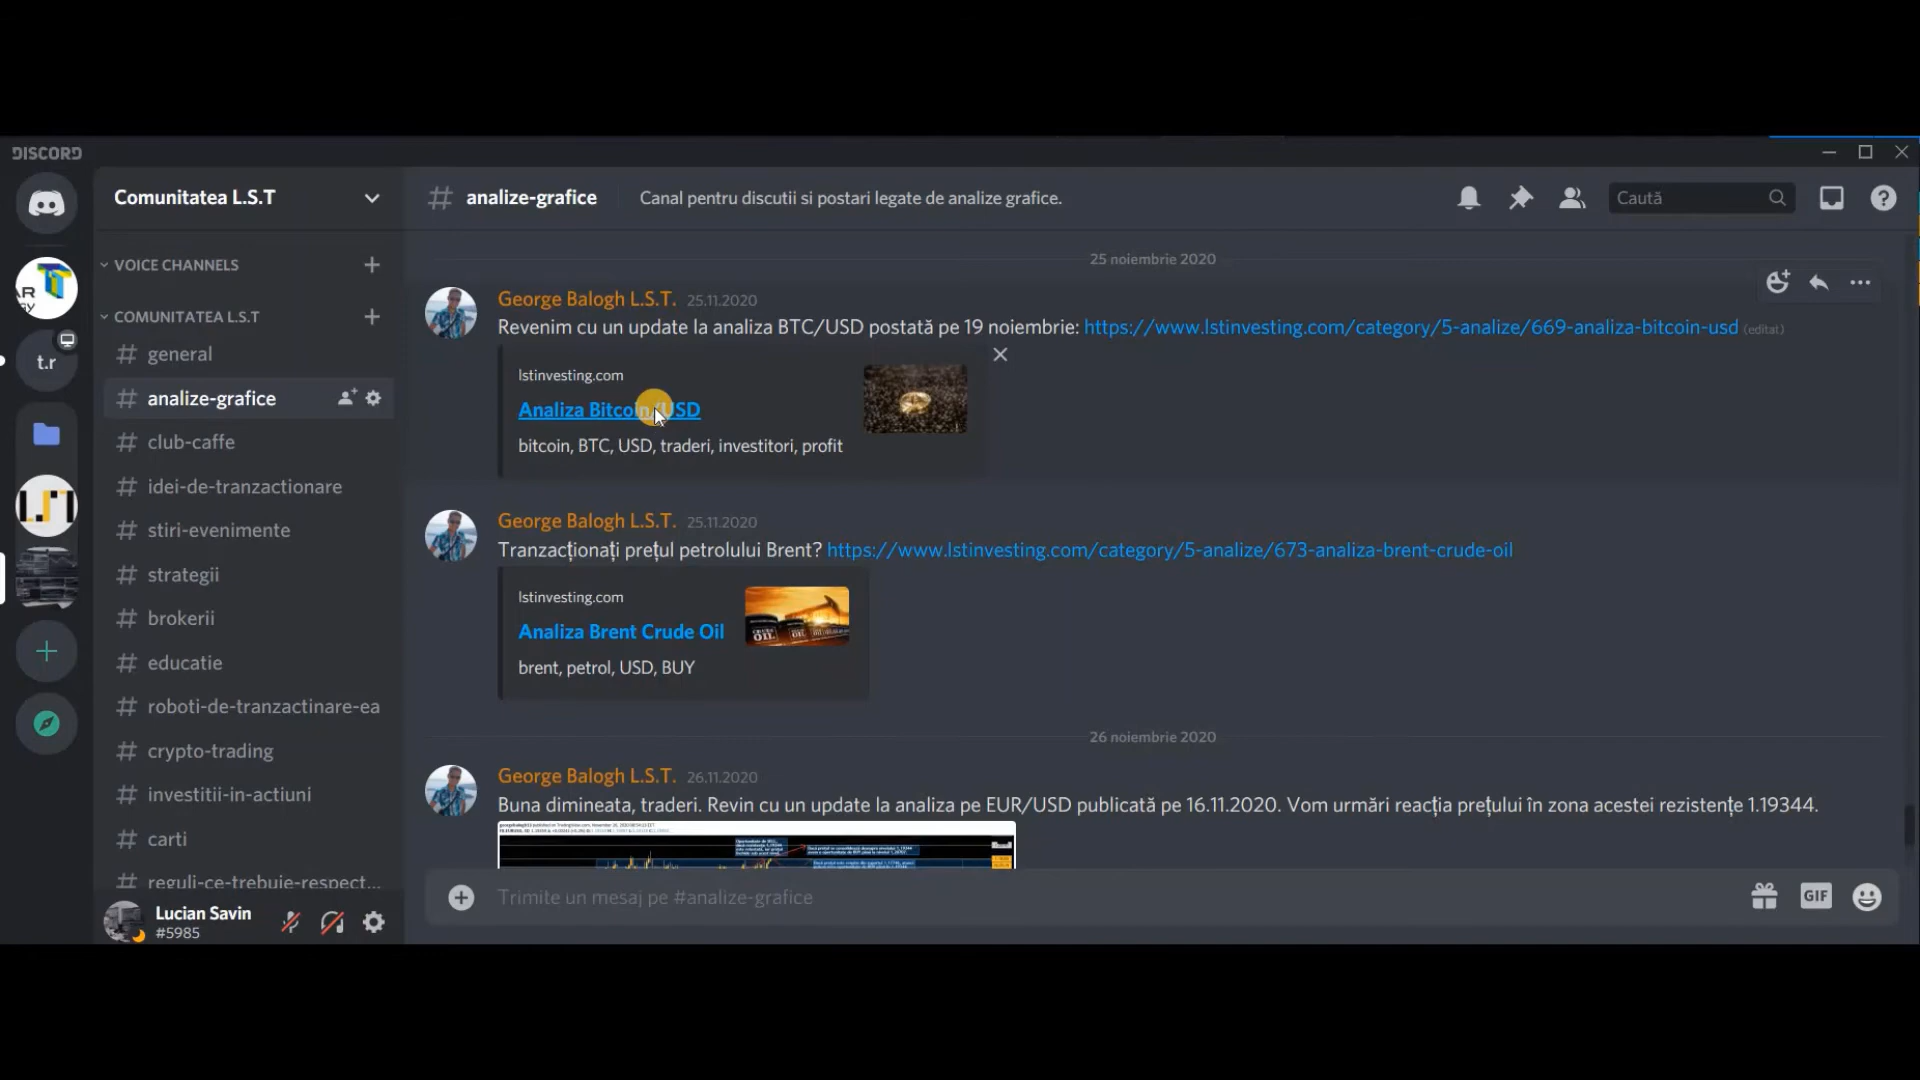 DISCORD
Comunitatea L.S.T
analize-grafice
Canal pentru discutii si postari legate de analize grafice.
Caută
VOICE CHANNELS
COMUNITATEA L.S.T
general
analize-grafice
club-caffe
idei-de-tranzactionare
stiri-evenimente
strategii
brokerii
educatie
roboti-de-tranzactinare-ea
crypto-trading
investitii-in-actiuni
carti
reguli-ce-trebuie-respect...
Lucian Savin
#5985
t.r
LST
25 noiembrie 2020
George Balogh L.S.T. 25.11.2020
Revenim cu un update la analiza BTC/USD postată pe 19 noiembrie: https://www.lstinvesting.com/category/5-analize/669-analiza-bitcoin-usd (editat)
lstinvesting.com
Analiza Bitcoin/USD
bitcoin, BTC, USD, traderi, investitori, profit
George Balogh L.S.T. 25.11.2020
Tranzacționați prețul petrolului Brent? https://www.lstinvesting.com/category/5-analize/673-analiza-brent-crude-oil
lstinvesting.com
Analiza Brent Crude Oil
brent, petrol, USD, BUY
26 noiembrie 2020
George Balogh L.S.T. 26.11.2020
Buna dimineata, traderi. Revin cu un update la analiza pe EUR/USD publicată pe 16.11.2020. Vom urmări reacția prețului în zona acestei rezistențe 1.19344.
Trimite un mesaj pe #analize-grafice
GIF